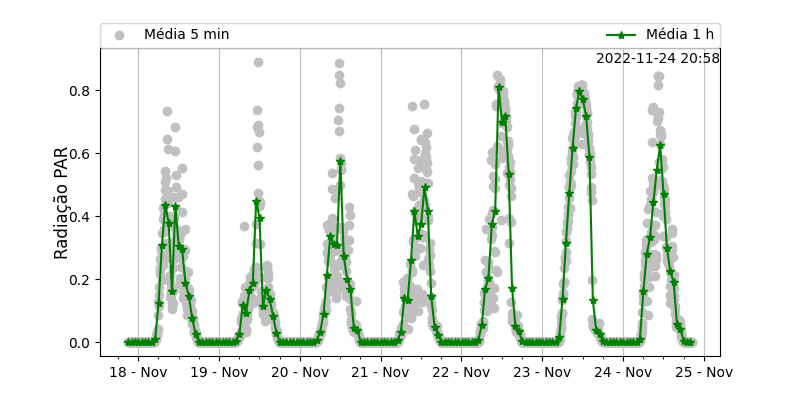 Média 5 min
Média 1 h
2022-11-24 20:58
Radiação PAR
0.8
0.6
0.4
0.2
0.0
18 - Nov
19 - Nov
20 - Nov
21 - Nov
22 - Nov
23 - Nov
24 - Nov
25 - Nov